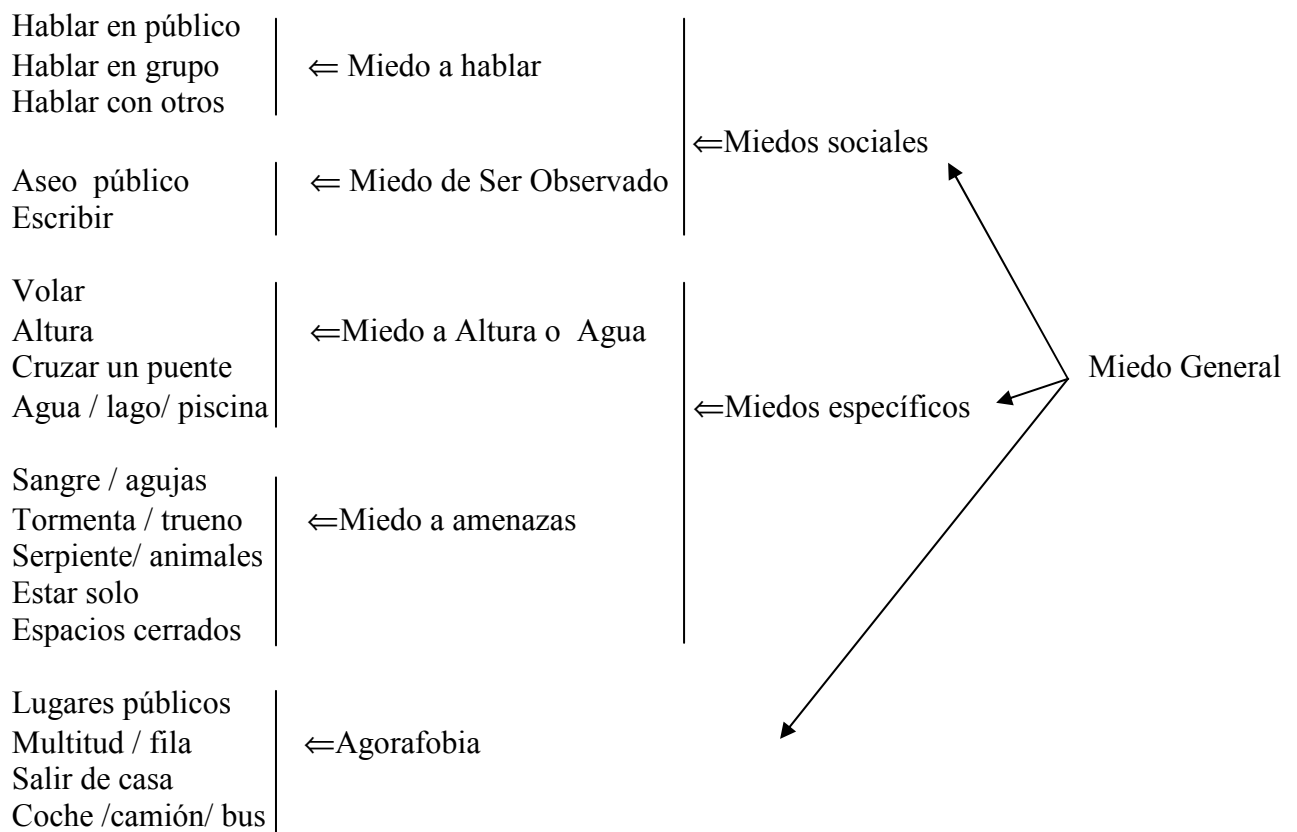 Hablar en público
Hablar en grupo ⇐ Miedo a hablar
Hablar con otros
⇐Miedos sociales
Aseo público ⇐ Miedo de Ser Observado
Escribir
Volar
Altura ⇐Miedo a Altura o Agua
Cruzar un puente Miedo General
Agua / lago/ piscina ⇐Miedos específicos
Sangre / agujas
Tormenta / trueno ⇐Miedo a amenazas
Serpiente/ animales
Estar solo
Espacios cerrados
Lugares públicos
Multitud / fila ⇐Agorafobia
Salir de casa
Coche /camión/ bus